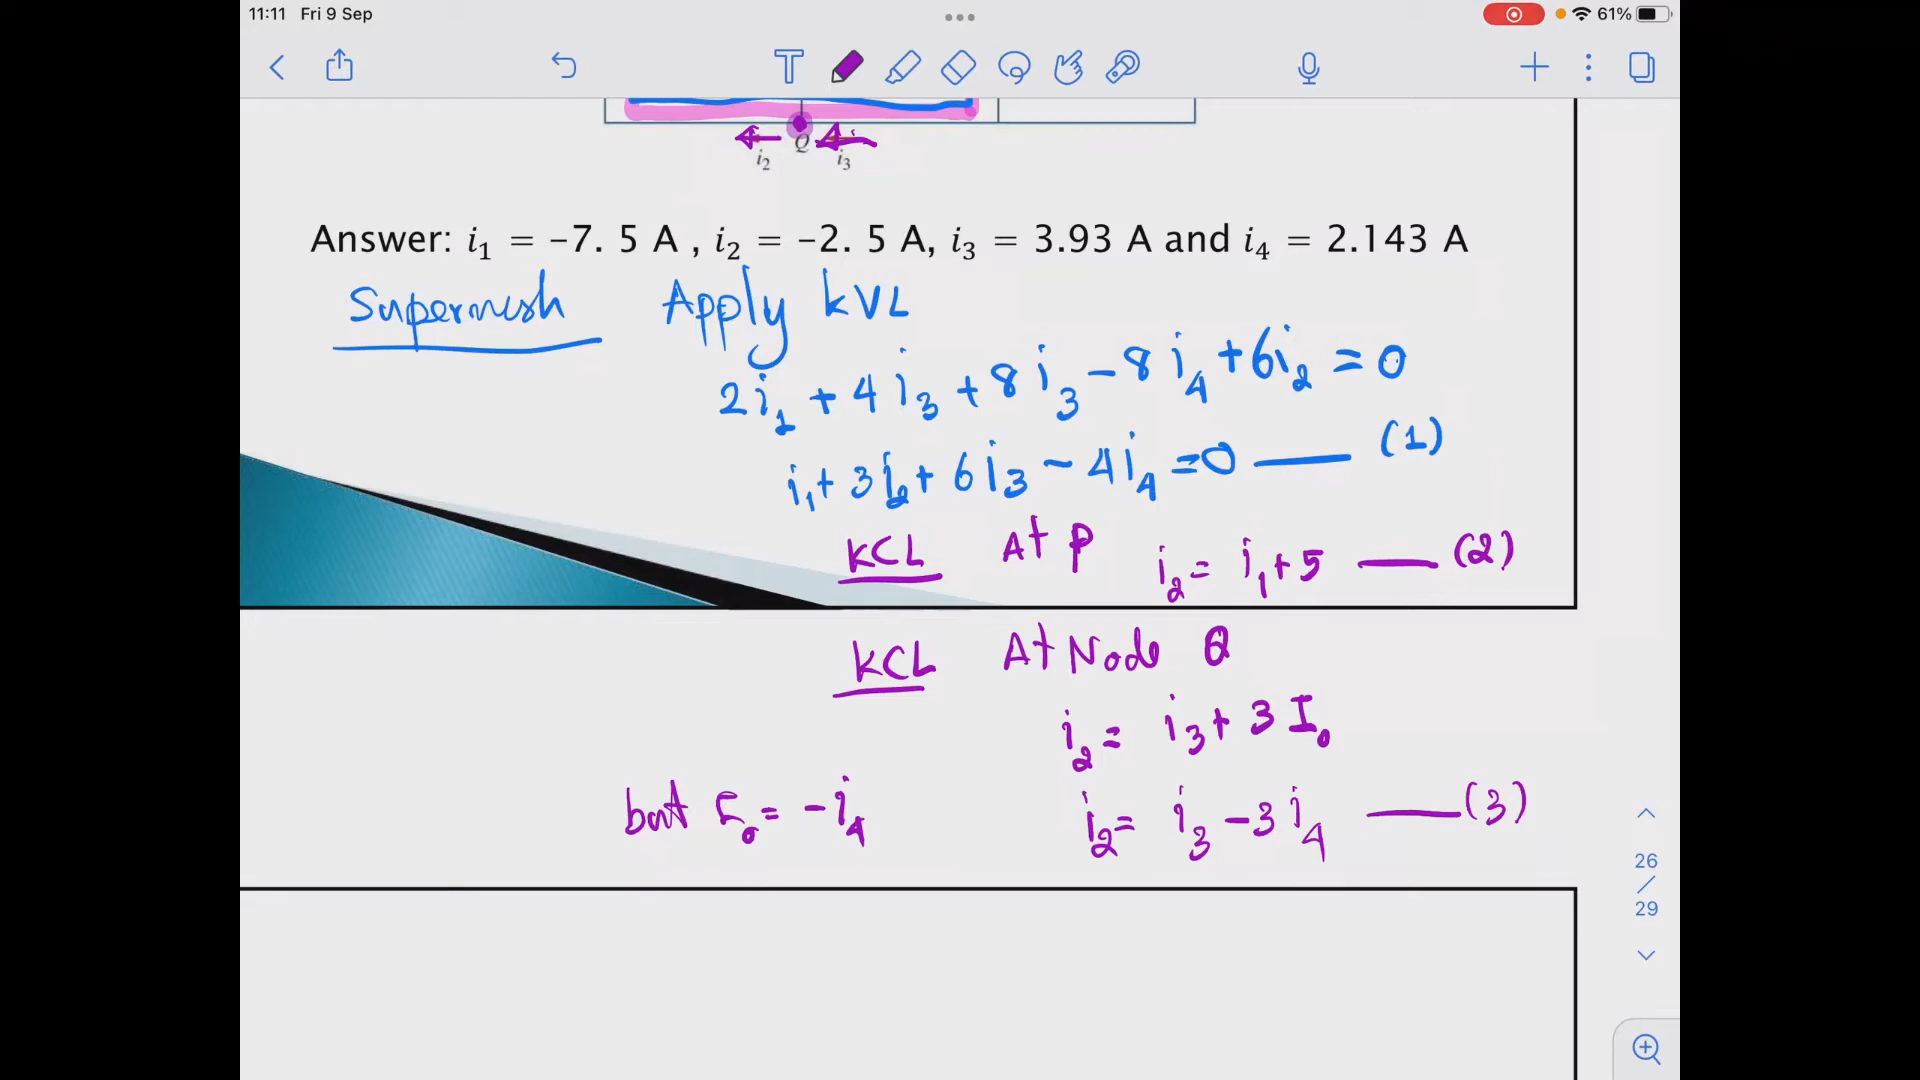 11:11 Fri 9 Sep
61%
T
Q
i₂ i₃
Answer: i₁ = -7. 5 A , i₂ = -2. 5 A, i₃ = 3.93 A and i₄ = 2.143 A
Supermesh Apply KVL
2i₁ + 4i₃ + 8i₃ - 8i₄ + 6i₂ = 0
i₁ + 3i₂ + 6i₃ - 4i₄ = 0 — (1)
KCL At P i₂ = i₁ + 5 — (2)
KCL At Node Q
i₂ = i₃ + 3 I₀
but I₀ = - i₄ i₂ = i₃ - 3 i₄ — (3)
26
/
29